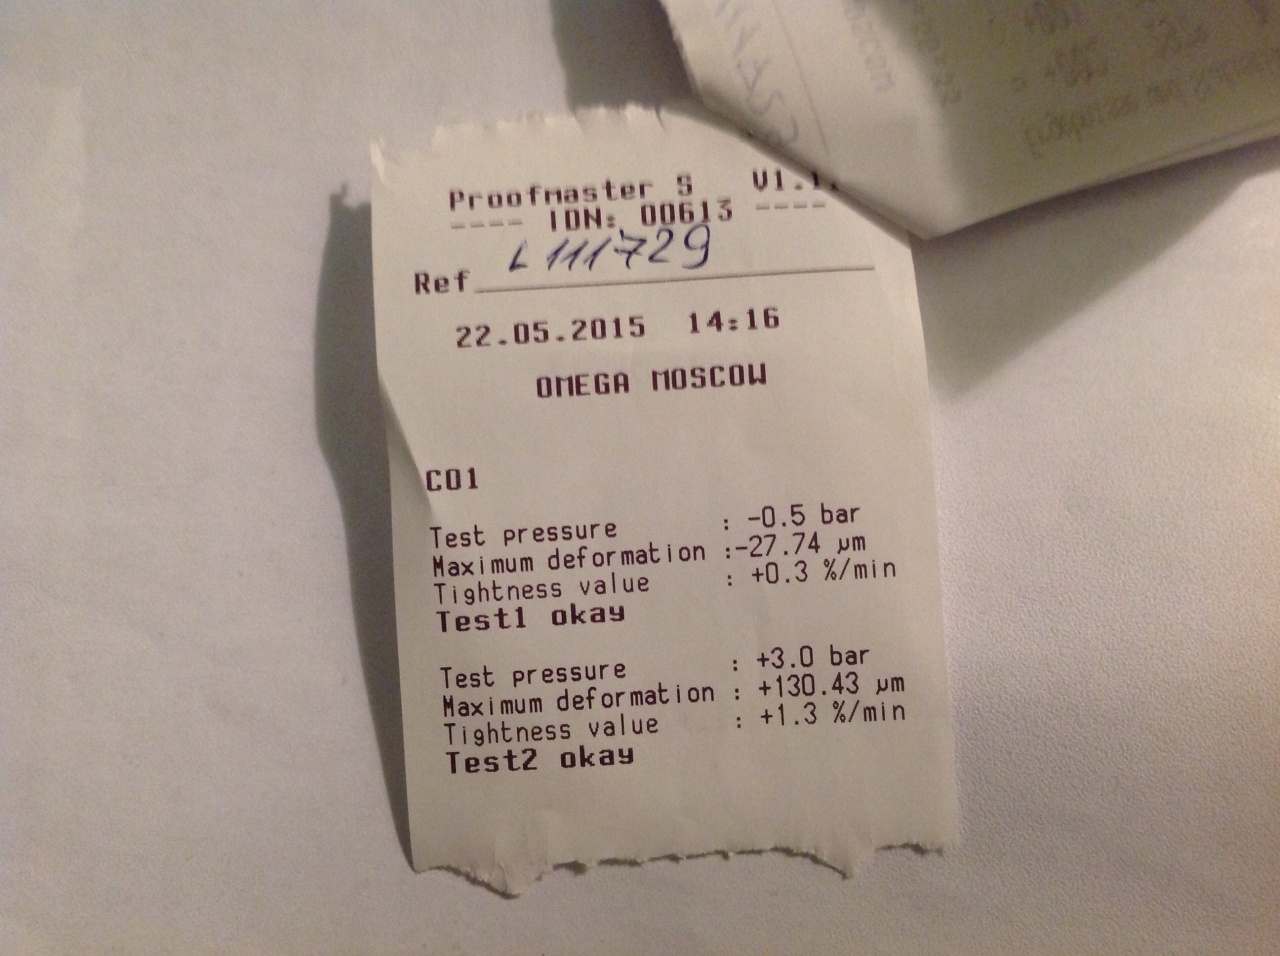 Proofmaster S V1.1
---- IDN: 00613 ----
Ref L111729
22.05.2015 14:16
OMEGA MOSCOW
C01
Test pressure : -0.5 bar
Maximum deformation :-27.74 µm
Tightness value : +0.3 %/min
Test1 okay
Test pressure : +3.0 bar
Maximum deformation : +130.43 µm
Tightness value : +1.3 %/min
Test2 okay